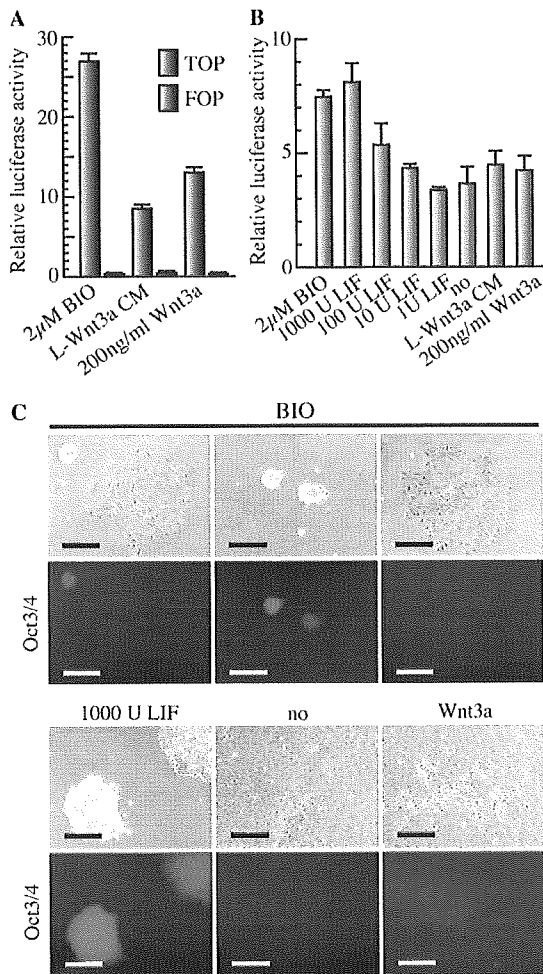 A
B
30
20
10
0
Relative luciferase activity
TOP
FOP
2μM BIO
L-Wnt3a CM
200ng/ml Wnt3a
10
5
0
Relative luciferase activity
2μM BIO
1000 U LIF
100 U LIF
10 U LIF
1U LIF
no
L-Wnt3a CM
200ng/ml Wnt3a
C
BIO
Oct3/4
1000 U LIF
no
Wnt3a
Oct3/4